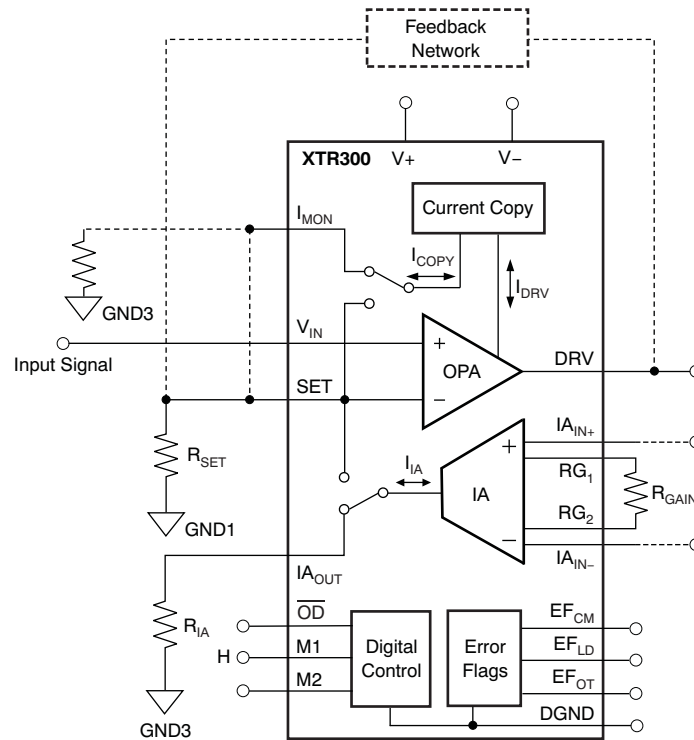 Feedback
Network
XTR300
V+
V−
I_MON
Current Copy
I_COPY
GND3
I_DRV
V_IN
Input Signal
+
OPA
DRV
SET
−
IA_IN+
R_SET
I_IA
+
RG_1
IA
R_GAIN
RG_2
GND1
−
IA_OUT
IA_IN−
R_IA
OD
EF_CM
H
M1
Digital
Control
Error
Flags
EF_LD
M2
EF_OT
GND3
DGND